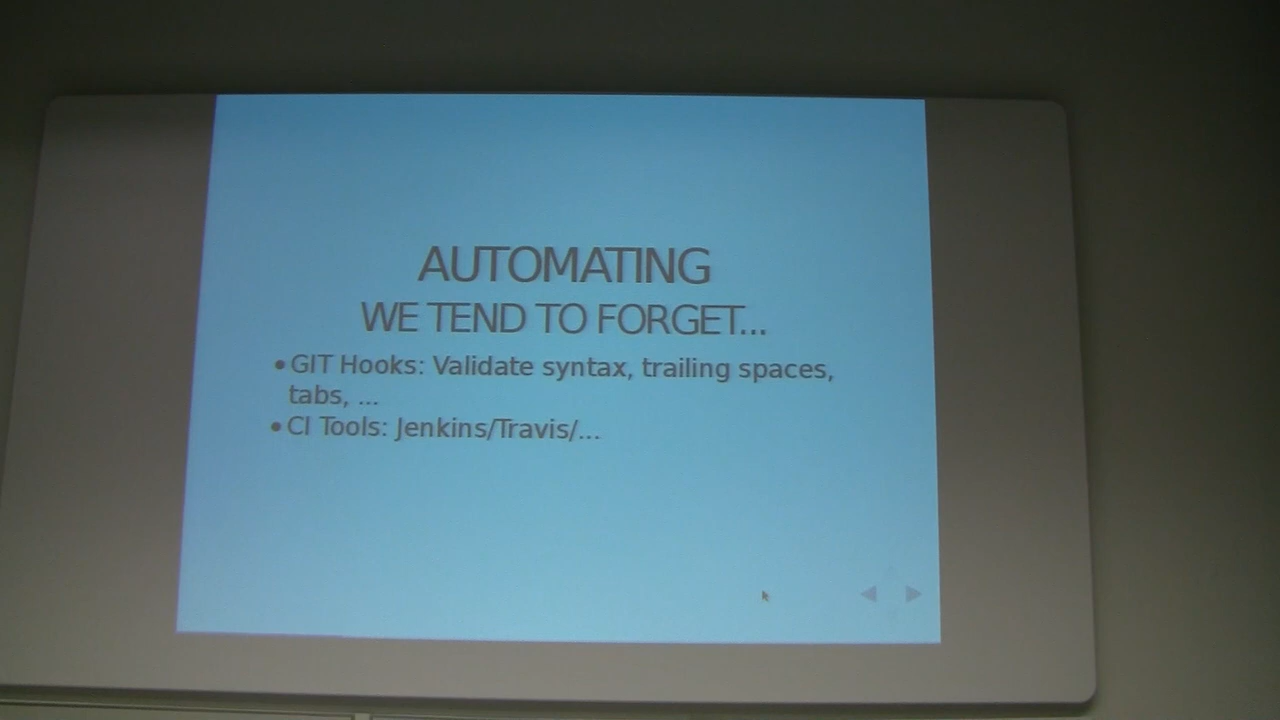 AUTOMATING
WE TEND TO FORGET...
•GIT Hooks: Validate syntax, trailing spaces,
tabs, ...
•CI Tools: Jenkins/Travis/...